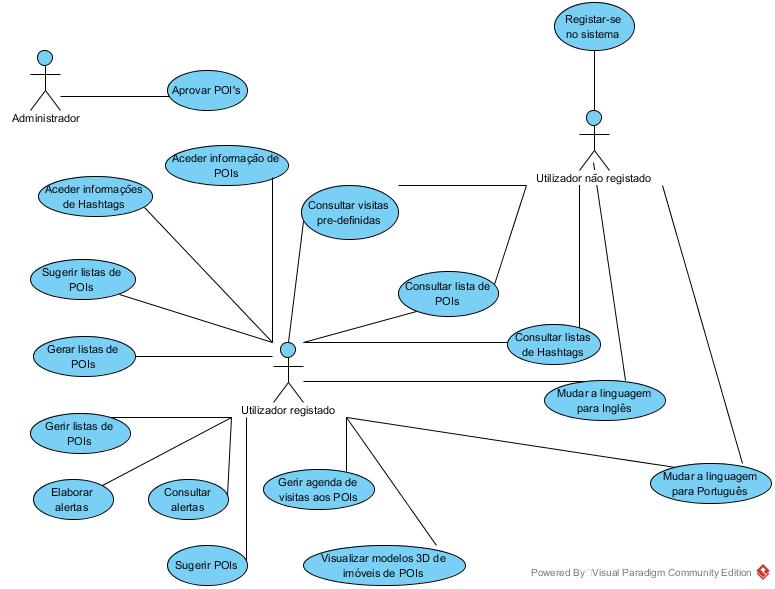 Registar-se
no sistema
Administrador
Aprovar POI's
Aceder informação de
POIs
Utilizador não registado
Aceder informações
de Hashtags
Consultar visitas
pre-definidas
Sugerir listas de
POIs
Consultar lista de
POIs
Consultar listas
de Hashtags
Gerar listas de
POIs
Mudar a linguagem
para Inglês
Utilizador registado
Gerir listas de
POIs
Elaborar
alertas
Consultar
alertas
Gerir agenda de
visitas aos POIs
Mudar a linguagem
para Português
Sugerir POIs
Visualizar modelos 3D de
imóveis de POIs
Powered By Visual Paradigm Community Edition